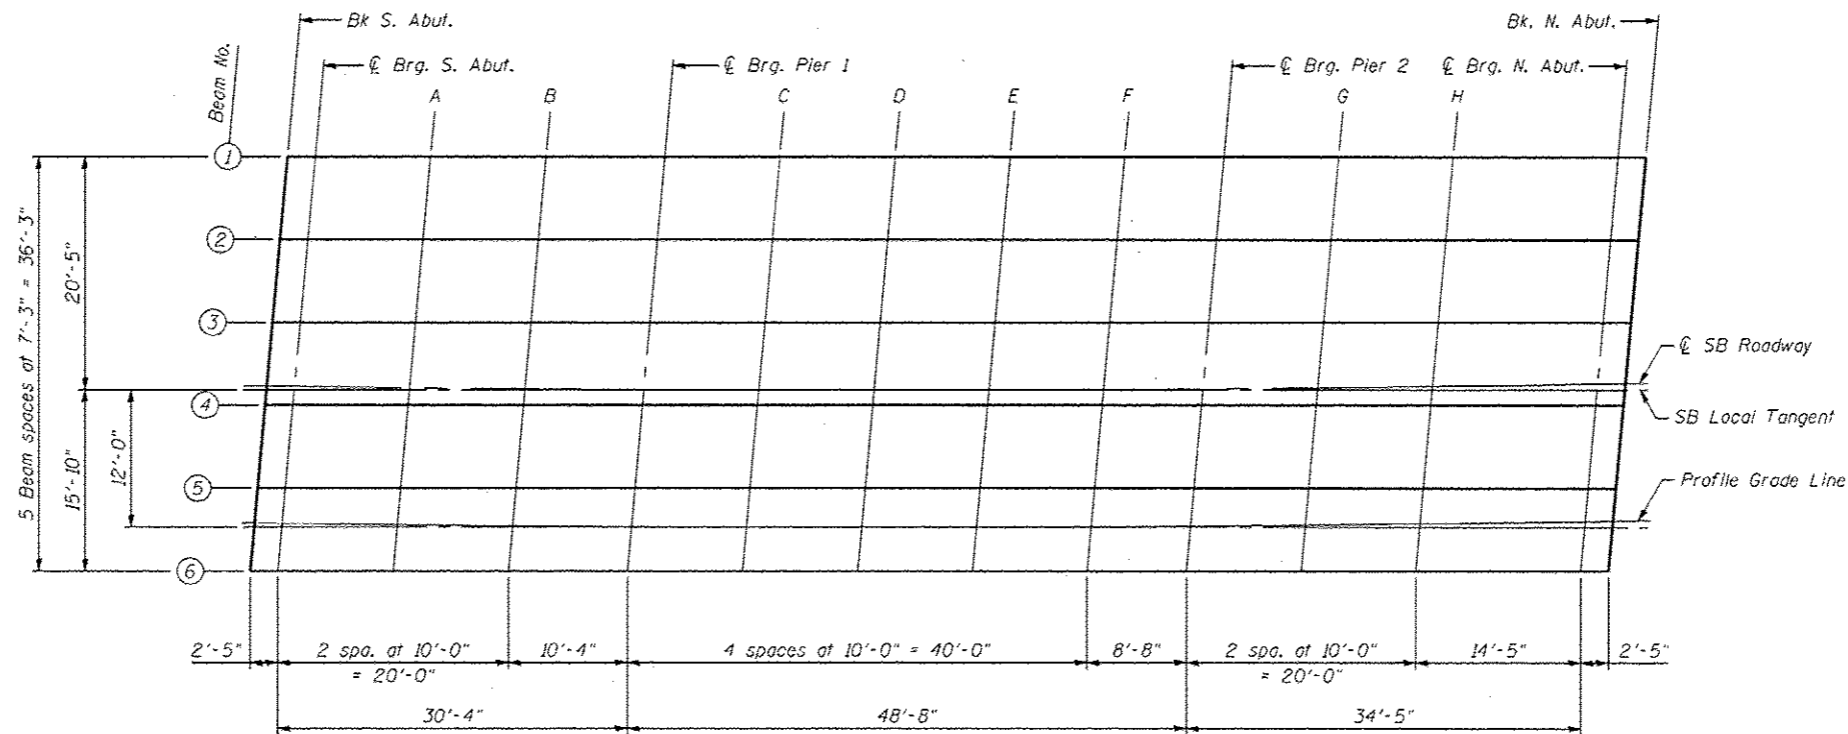 Bk S. Abut.
Bk. N. Abut.
Beam No.
℄ Brg. S. Abut.
℄ Brg. Pier 1
℄ Brg. Pier 2
℄ Brg. N. Abut.
A
B
C
D
E
F
G
H
1
2
3
4
5
6
5 Beam spaces at 7'-3" = 36'-3"
20'-5"
15'-10"
12'-0"
℄ SB Roadway
SB Local Tangent
Profile Grade Line
2'-5"
2 spa. at 10'-0"
= 20'-0"
10'-4"
4 spaces at 10'-0" = 40'-0"
8'-8"
2 spa. at 10'-0"
= 20'-0"
14'-5"
2'-5"
30'-4"
48'-8"
34'-5"